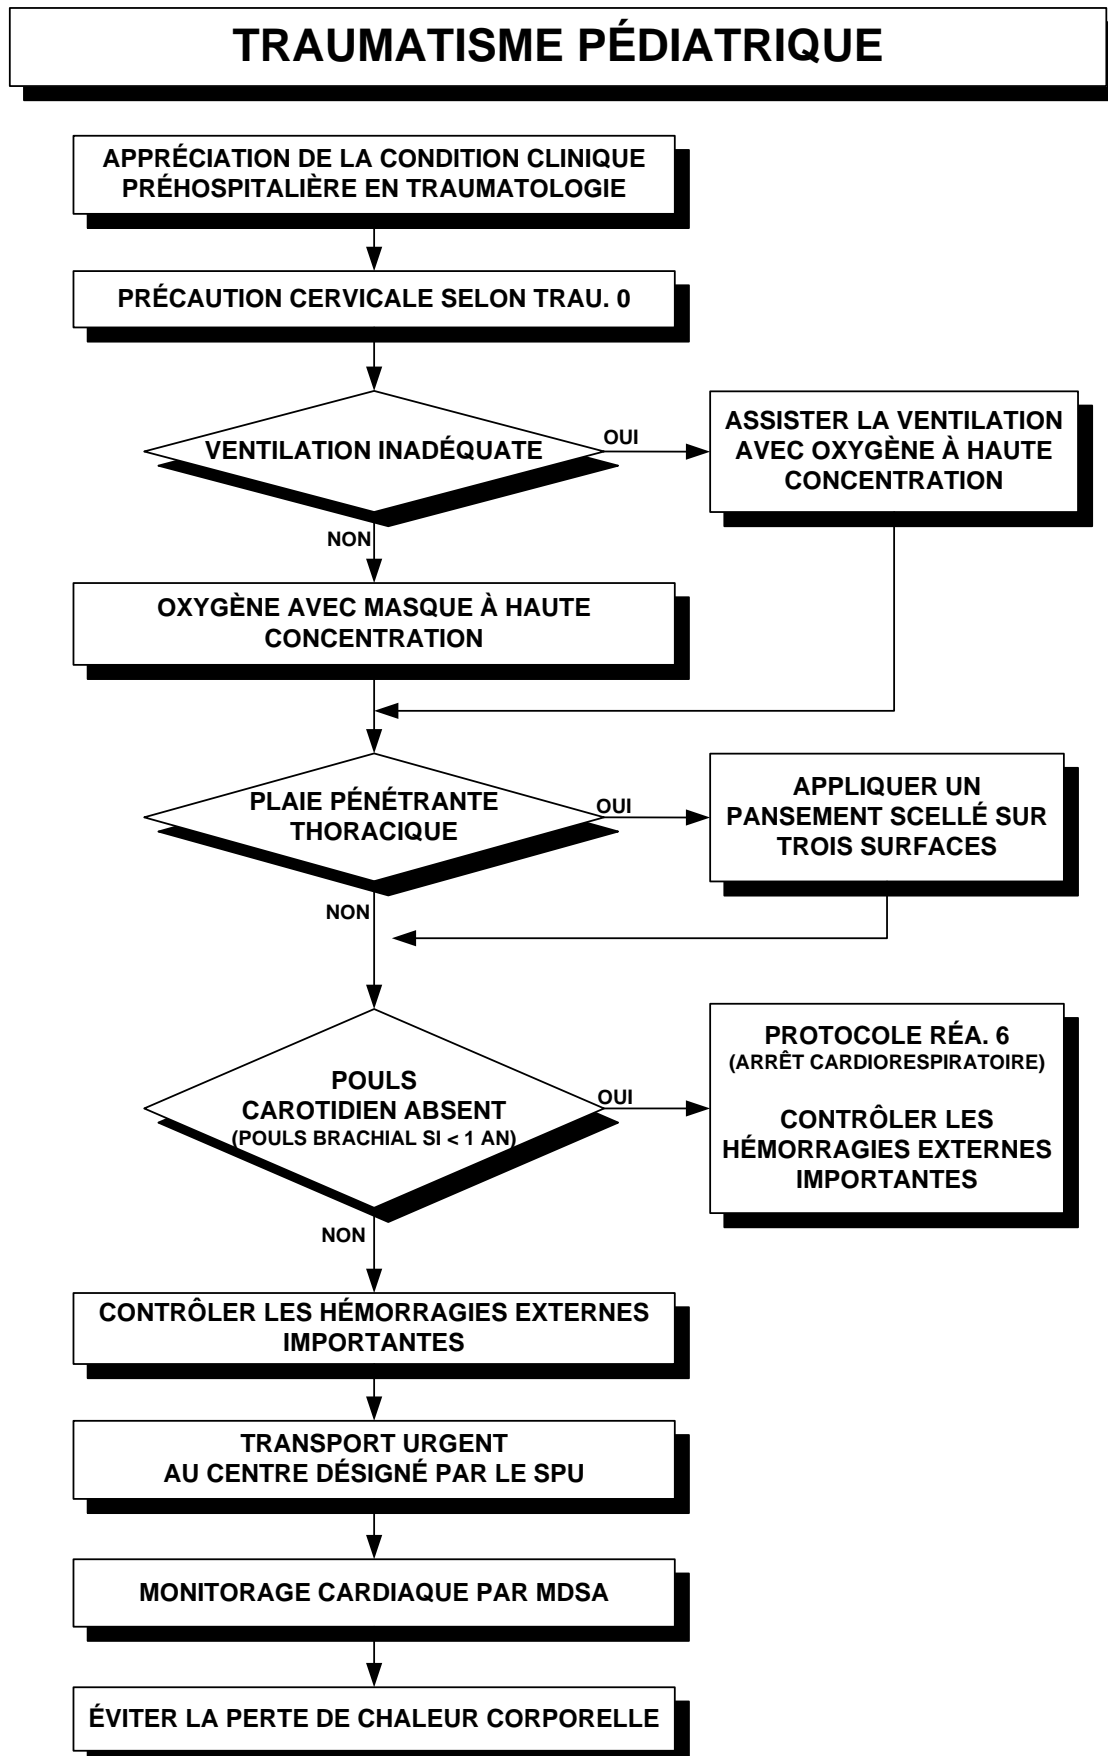 TRAUMATISME PÉDIATRIQUE
APPRÉCIATION DE LA CONDITION CLINIQUE
PRÉHOSPITALIÈRE EN TRAUMATOLOGIE
PRÉCAUTION CERVICALE SELON TRAU. 0
VENTILATION INADÉQUATE
OUI
ASSISTER LA VENTILATION
AVEC OXYGÈNE À HAUTE
CONCENTRATION
NON
OXYGÈNE AVEC MASQUE À HAUTE
CONCENTRATION
PLAIE PÉNÉTRANTE
THORACIQUE
OUI
APPLIQUER UN
PANSEMENT SCELLÉ SUR
TROIS SURFACES
NON
POULS
CAROTIDIEN ABSENT
(POULS BRACHIAL SI < 1 AN)
OUI
PROTOCOLE RÉA. 6
(ARRÊT CARDIORESPIRATOIRE)
CONTRÔLER LES
HÉMORRAGIES EXTERNES
IMPORTANTES
NON
CONTRÔLER LES HÉMORRAGIES EXTERNES
IMPORTANTES
TRANSPORT URGENT
AU CENTRE DÉSIGNÉ PAR LE SPU
MONITORAGE CARDIAQUE PAR MDSA
ÉVITER LA PERTE DE CHALEUR CORPORELLE